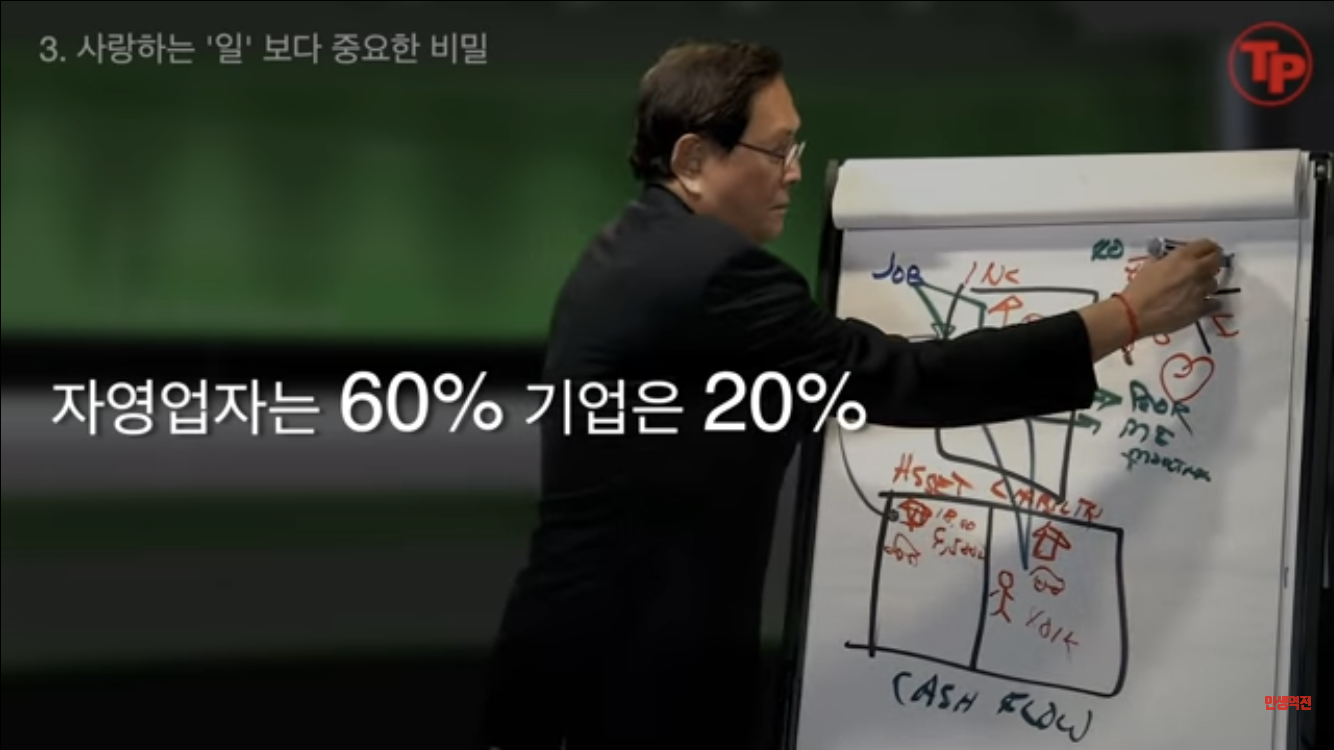 3. 사랑하는 '일' 보다 중요한 비밀
TP
JOB
INC
자영업자는 60% 기업은 20%
POOR
ME
ASSET
401K
CASH FLOW
인생역전